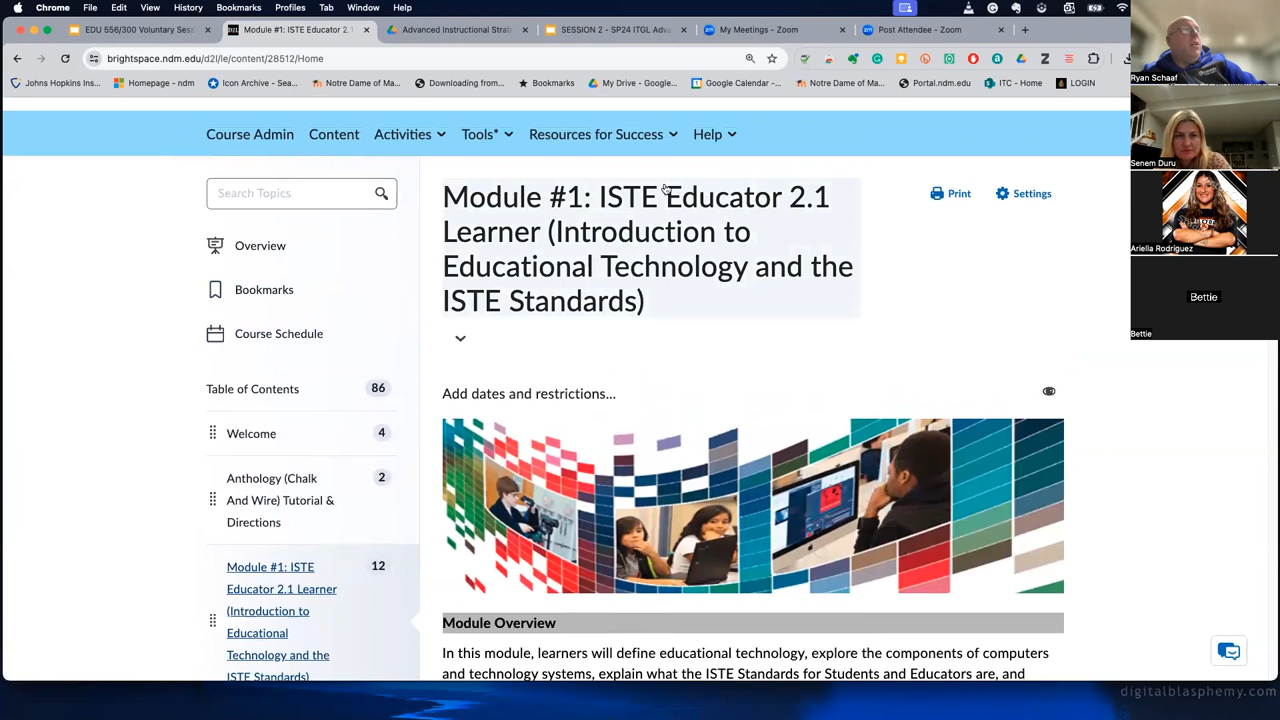 Chrome File Edit View History Bookmarks Profiles Tab Window Help
EDU 556/300 Voluntary Sess
Module #1: ISTE Educator 2.1
Advanced Instructional Strate
SESSION 2 - SP24 ITGL Adva
My Meetings - Zoom
Post Attendee - Zoom
brightspace.ndm.edu/d2l/le/content/28512/Home
Johns Hopkins Ins...
Homepage - ndm
Icon Archive - Sea...
Notre Dame of Ma...
Downloading from...
Bookmarks
My Drive - Google...
Google Calendar -...
Notre Dame of Ma...
Portal.ndm.edu
ITC - Home
LOGIN
Course Admin Content Activities Tools* Resources for Success Help
Search Topics
Overview
Bookmarks
Course Schedule
Table of Contents 86
Welcome 4
Anthology (Chalk 2
And Wire) Tutorial &
Directions
Module #1: ISTE 12
Educator 2.1 Learner
(Introduction to
Educational
Technology and the
ISTE Standards)
Module #1: ISTE Educator 2.1
Learner (Introduction to
Educational Technology and the
ISTE Standards)
Print
Settings
Add dates and restrictions...
Module Overview
In this module, learners will define educational technology, explore the components of computers
and technology systems, explain what the ISTE Standards for Students and Educators are, and
Ryan Schaaf
Senem Duru
Ariella Rodriguez
Bettie
Bettie
digitalblasphemy.com